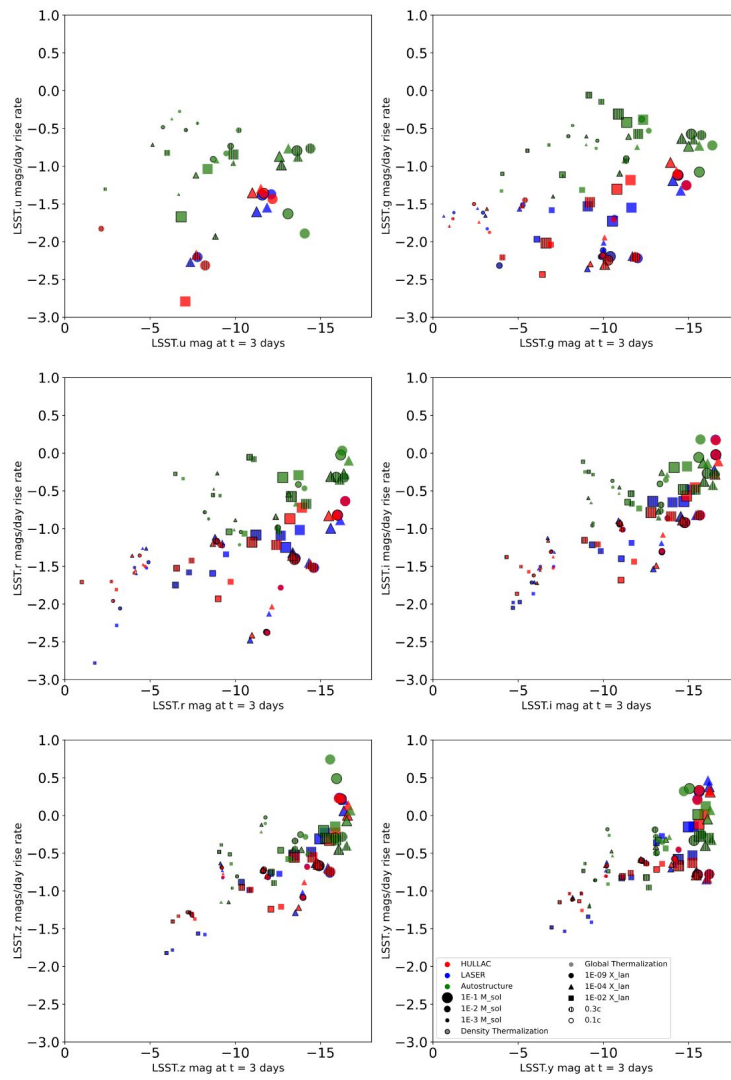 1.0
0.5
0.0
−0.5
−1.0
−1.5
−2.0
−2.5
−3.0
LSST.u mags/day rise rate
0 −5 −10 −15
LSST.u mag at t = 3 days
1.0
0.5
0.0
−0.5
−1.0
−1.5
−2.0
−2.5
−3.0
LSST.g mags/day rise rate
0 −5 −10 −15
LSST.g mag at t = 3 days
1.0
0.5
0.0
−0.5
−1.0
−1.5
−2.0
−2.5
−3.0
LSST.r mags/day rise rate
0 −5 −10 −15
LSST.r mag at t = 3 days
1.0
0.5
0.0
−0.5
−1.0
−1.5
−2.0
−2.5
−3.0
LSST.i mags/day rise rate
0 −5 −10 −15
LSST.i mag at t = 3 days
1.0
0.5
0.0
−0.5
−1.0
−1.5
−2.0
−2.5
−3.0
LSST.z mags/day rise rate
0 −5 −10 −15
LSST.z mag at t = 3 days
1.0
0.5
0.0
−0.5
−1.0
−1.5
−2.0
−2.5
−3.0
LSST.y mags/day rise rate
HULLAC
LASER
Autostructure
1E-1 M_sol
1E-2 M_sol
1E-3 M_sol
Density Thermalization
Global Thermalization
1E-09 X_lan
1E-04 X_lan
1E-02 X_lan
0.3c
0.1c
0 −5 −10 −15
LSST.y mag at t = 3 days